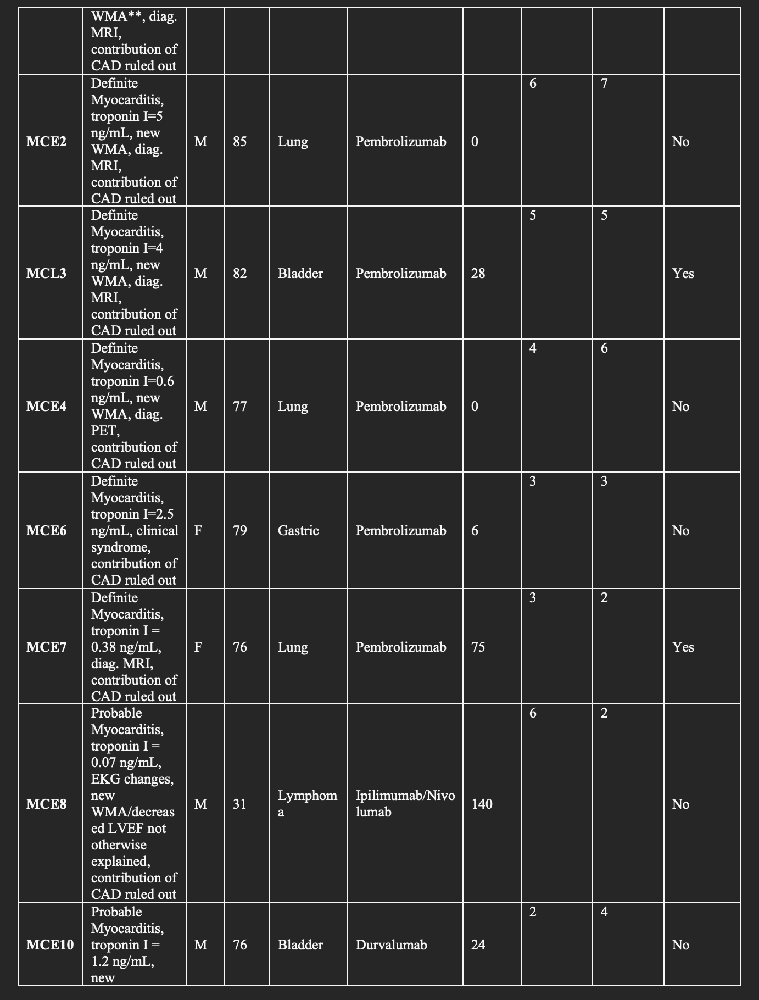 WMA**, diag.
MRI,
contribution of
CAD ruled out
MCE2
Definite
Myocarditis,
troponin I=5
ng/mL, new
WMA, diag.
MRI,
contribution of
CAD ruled out
M
85
Lung
Pembrolizumab
0
6
7
No
MCL3
Definite
Myocarditis,
troponin I=4
ng/mL, new
WMA, diag.
MRI,
contribution of
CAD ruled out
M
82
Bladder
Pembrolizumab
28
5
5
Yes
MCE4
Definite
Myocarditis,
troponin I=0.6
ng/mL, new
WMA, diag.
PET,
contribution of
CAD ruled out
M
77
Lung
Pembrolizumab
0
4
6
No
MCE6
Definite
Myocarditis,
troponin I=2.5
ng/mL, clinical
syndrome,
contribution of
CAD ruled out
F
79
Gastric
Pembrolizumab
6
3
3
No
MCE7
Definite
Myocarditis,
troponin I =
0.38 ng/mL,
diag. MRI,
contribution of
CAD ruled out
F
76
Lung
Pembrolizumab
75
3
2
Yes
MCE8
Probable
Myocarditis,
troponin I =
0.07 ng/mL,
EKG changes,
new
WMA/decreas
ed LVEF not
otherwise
explained,
contribution of
CAD ruled out
M
31
Lymphom
a
Ipilimumab/Nivo
lumab
140
6
2
No
MCE10
Probable
Myocarditis,
troponin I =
1.2 ng/mL,
new
M
76
Bladder
Durvalumab
24
2
4
No